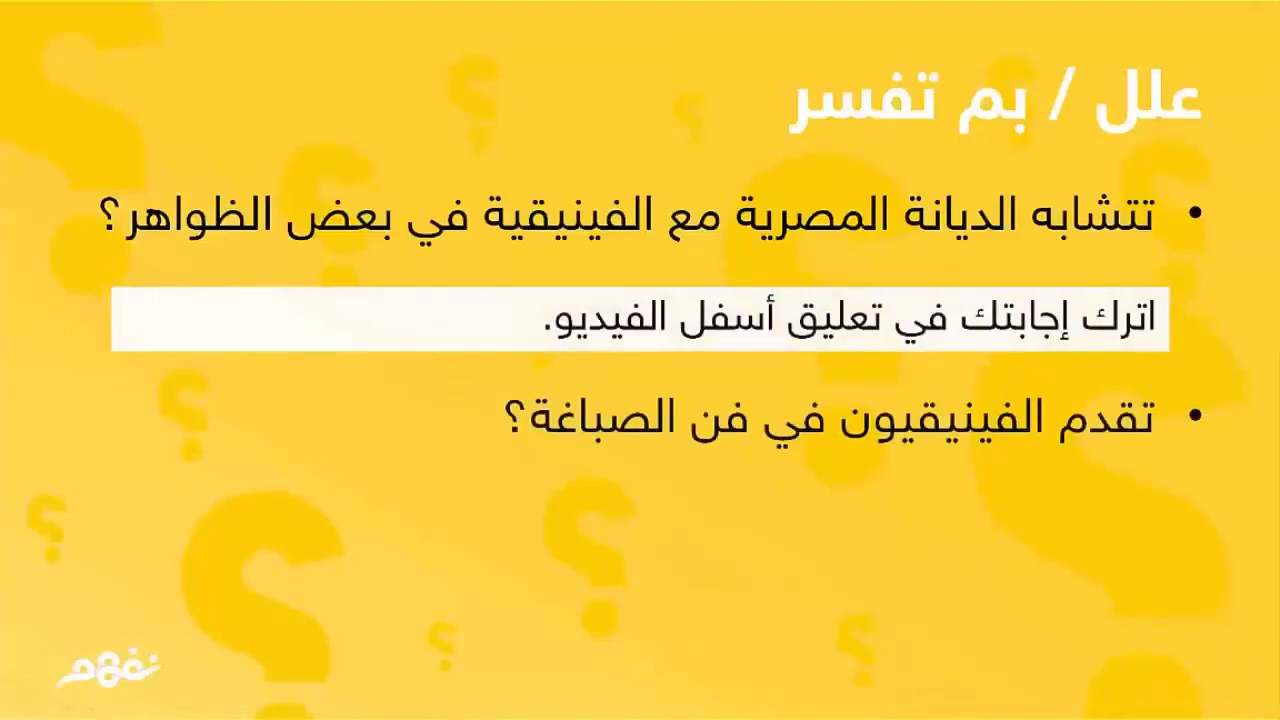 علل / بم تفسر
• تتشابه الديانة المصرية مع الفينيقية في بعض الظواهر؟
اترك إجابتك في تعليق أسفل الفيديو.
• تقدم الفينيقيون في فن الصباغة؟
نفهم